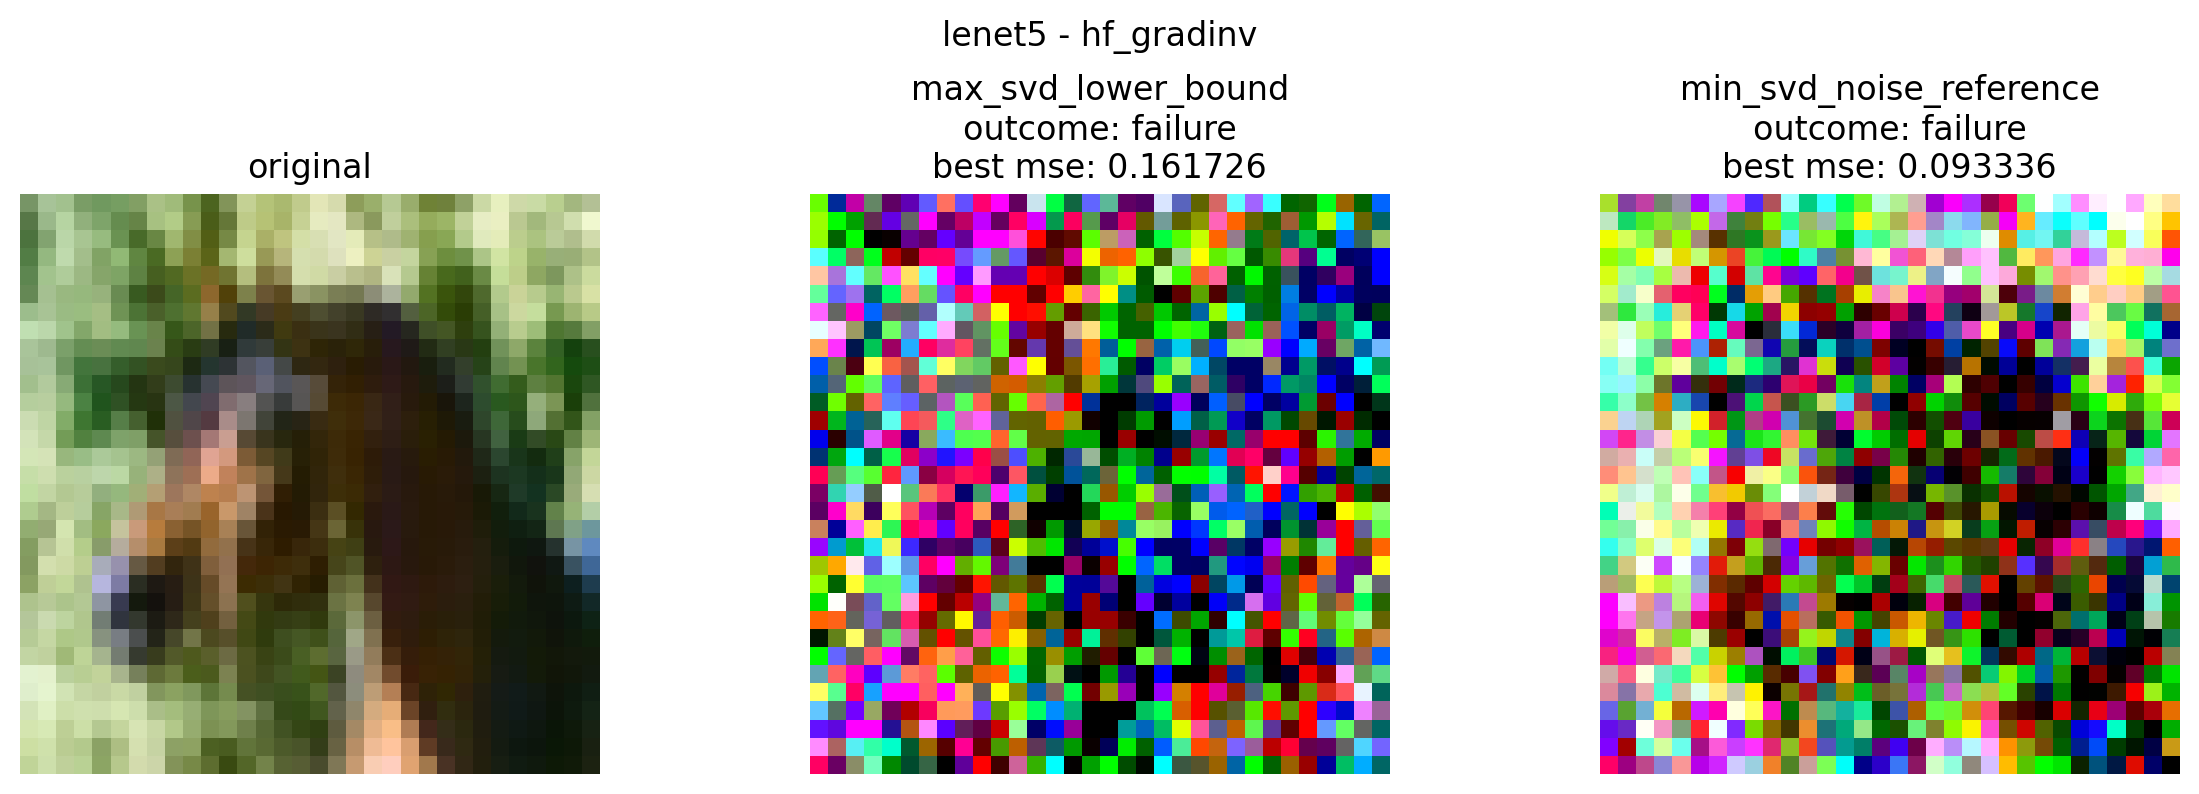 lenet5 - hf_gradinv
original
max_svd_lower_bound
outcome: failure
best mse: 0.161726
min_svd_noise_reference
outcome: failure
best mse: 0.093336